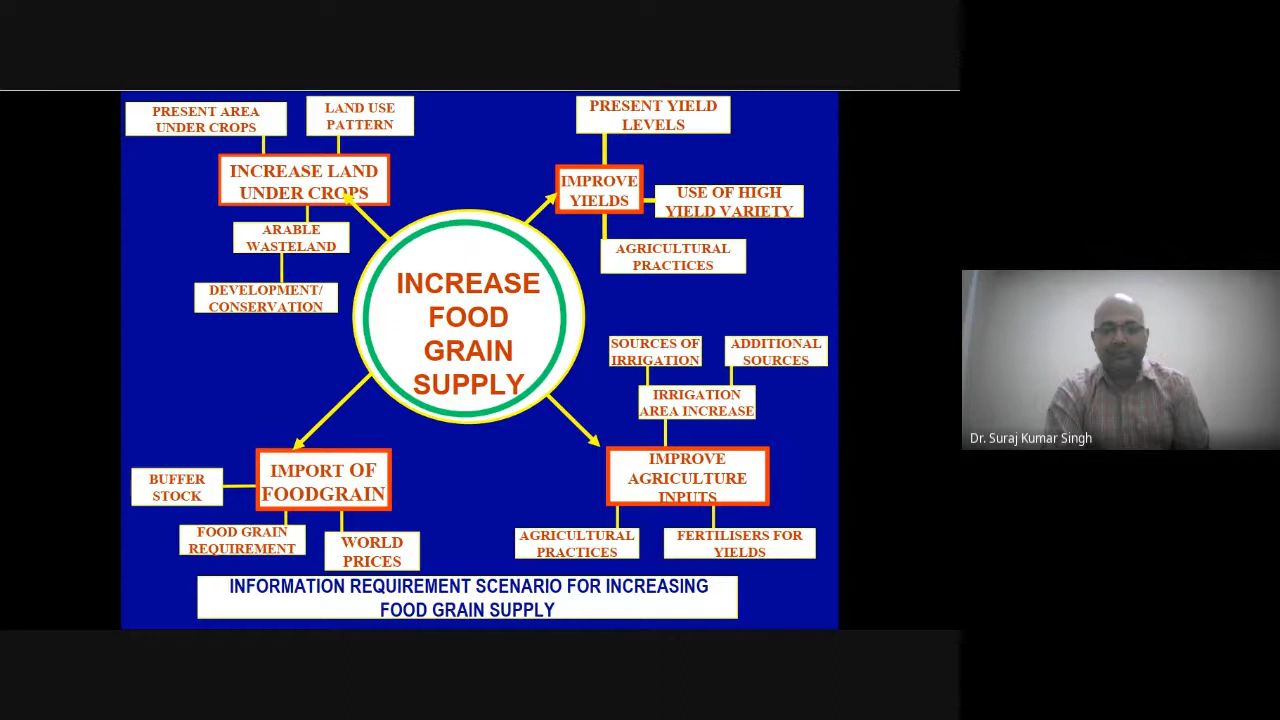 PRESENT AREA
UNDER CROPS
LAND USE
PATTERN
INCREASE LAND
UNDER CROPS
ARABLE
WASTELAND
DEVELOPMENT/
CONSERVATION
PRESENT YIELD
LEVELS
IMPROVE
YIELDS
USE OF HIGH
YIELD VARIETY
AGRICULTURAL
PRACTICES
INCREASE
FOOD
GRAIN
SUPPLY
SOURCES OF
IRRIGATION
ADDITIONAL
SOURCES
IRRIGATION
AREA INCREASE
IMPROVE
AGRICULTURE
INPUTS
AGRICULTURAL
PRACTICES
FERTILISERS FOR
YIELDS
IMPORT OF
FOODGRAIN
BUFFER
STOCK
FOOD GRAIN
REQUIREMENT
WORLD
PRICES
INFORMATION REQUIREMENT SCENARIO FOR INCREASING
FOOD GRAIN SUPPLY
Dr. Suraj Kumar Singh